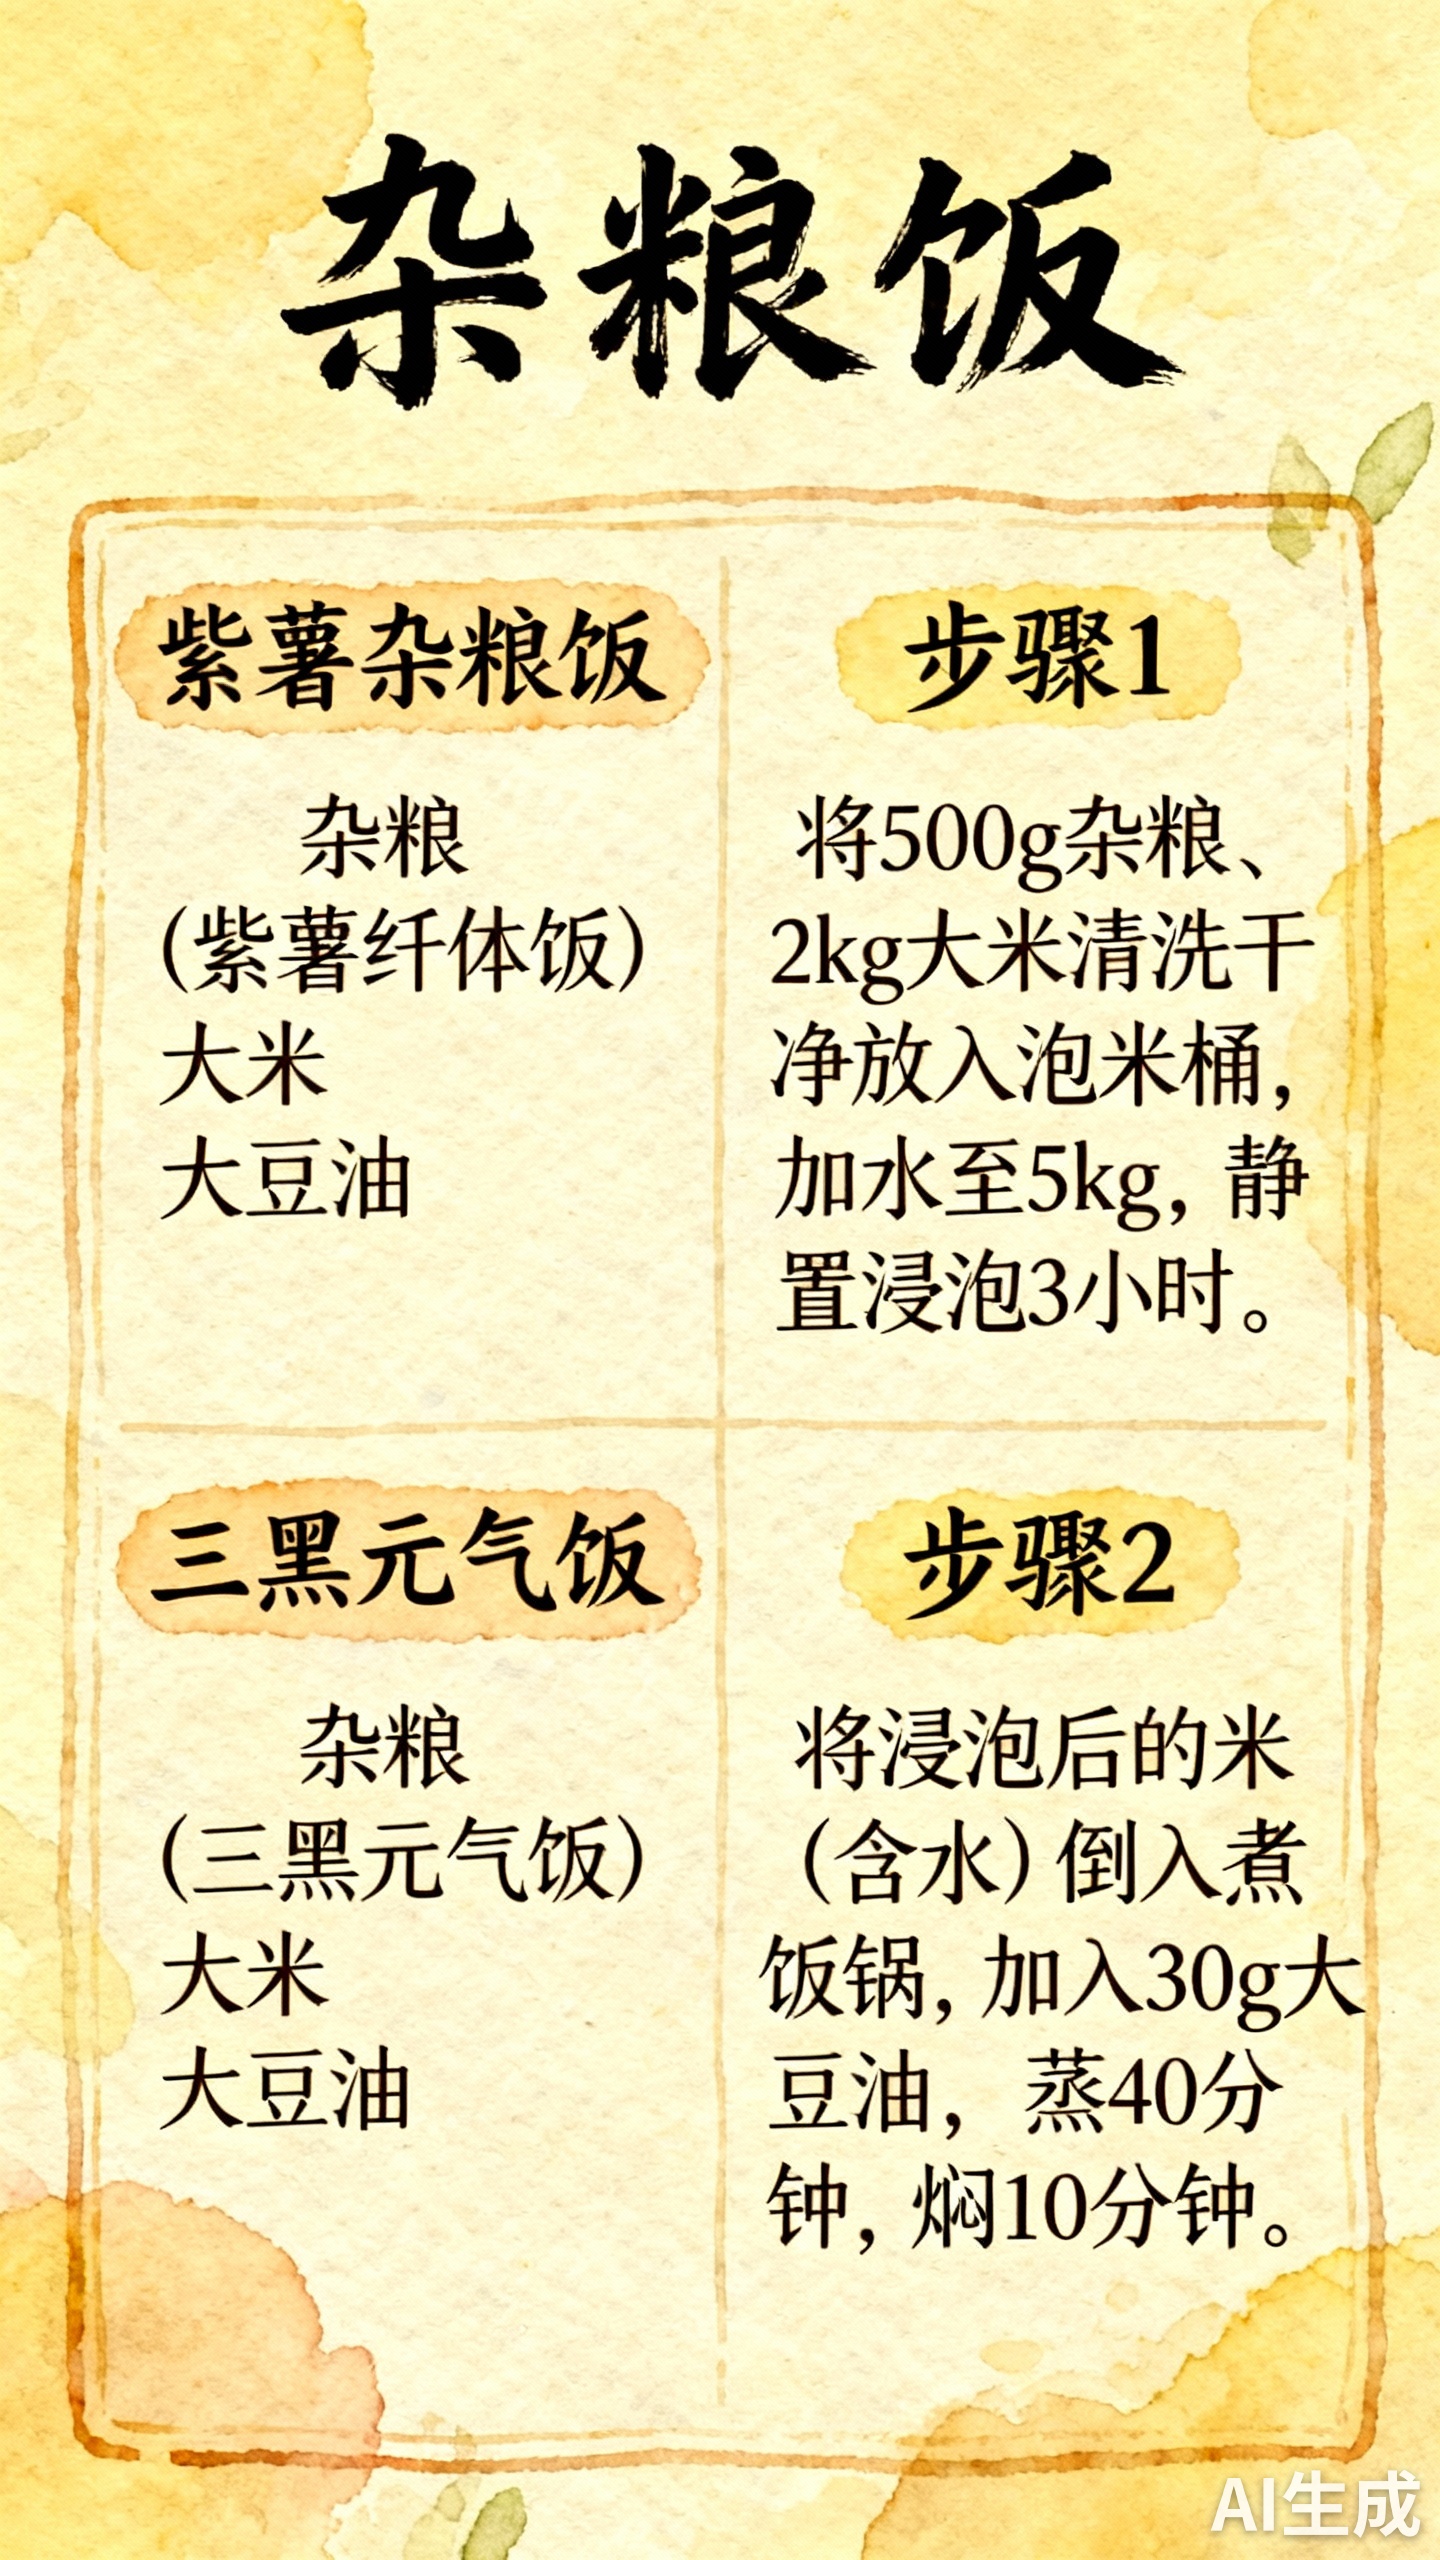 杂粮饭
紫薯杂粮饭
杂粮
(紫薯纤体饭)
大米
大豆油
步骤1
将500g杂粮、
2kg大米清洗干
净放入泡米桶，
加水至5kg，静
置浸泡3小时。
三黑元气饭
杂粮
(三黑元气饭)
大米
大豆油
步骤2
将浸泡后的米
(含水)倒入煮
饭锅，加入30g大
豆油，蒸40分
钟，焖10分钟。
AI生成